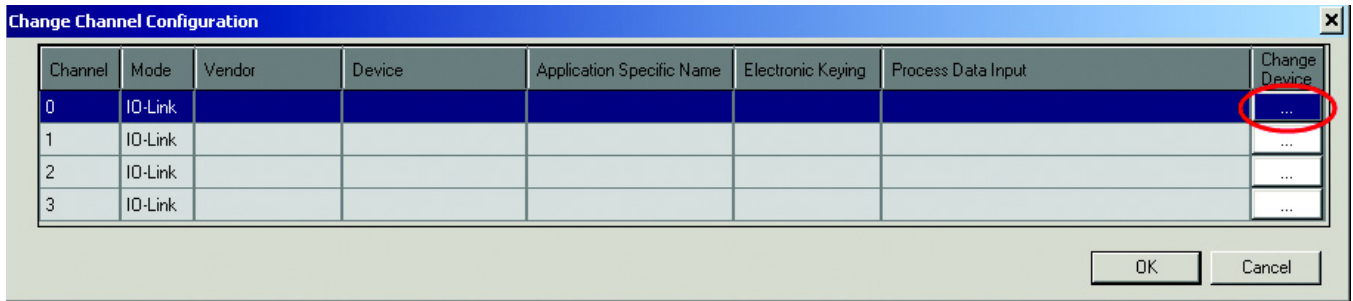 Change Channel Configuration
Channel Mode Vendor Device Application Specific Name Electronic Keying Process Data Input Change Device
0 IO-Link ...
1 IO-Link ...
2 IO-Link ...
3 IO-Link ...
OK Cancel